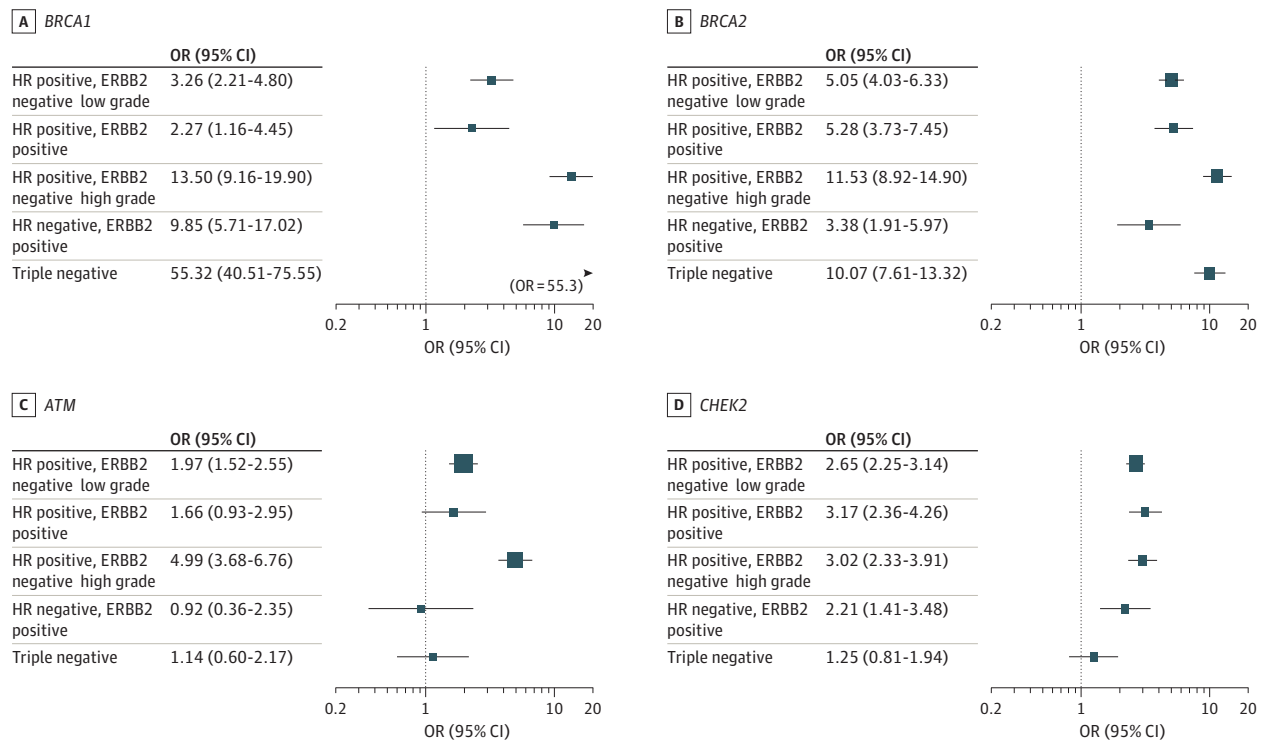 A BRCA1
OR (95% CI)
HR positive, ERBB2 3.26 (2.21-4.80)
negative low grade
HR positive, ERBB2 2.27 (1.16-4.45)
positive
HR positive, ERBB2 13.50 (9.16-19.90)
negative high grade
HR negative, ERBB2 9.85 (5.71-17.02)
positive
Triple negative 55.32 (40.51-75.55)
(OR = 55.3)
0.2 1 10 20
OR (95% CI)
B BRCA2
OR (95% CI)
HR positive, ERBB2 5.05 (4.03-6.33)
negative low grade
HR positive, ERBB2 5.28 (3.73-7.45)
positive
HR positive, ERBB2 11.53 (8.92-14.90)
negative high grade
HR negative, ERBB2 3.38 (1.91-5.97)
positive
Triple negative 10.07 (7.61-13.32)
0.2 1 10 20
OR (95% CI)
C ATM
OR (95% CI)
HR positive, ERBB2 1.97 (1.52-2.55)
negative low grade
HR positive, ERBB2 1.66 (0.93-2.95)
positive
HR positive, ERBB2 4.99 (3.68-6.76)
negative high grade
HR negative, ERBB2 0.92 (0.36-2.35)
positive
Triple negative 1.14 (0.60-2.17)
0.2 1 10 20
OR (95% CI)
D CHEK2
OR (95% CI)
HR positive, ERBB2 2.65 (2.25-3.14)
negative low grade
HR positive, ERBB2 3.17 (2.36-4.26)
positive
HR positive, ERBB2 3.02 (2.33-3.91)
negative high grade
HR negative, ERBB2 2.21 (1.41-3.48)
positive
Triple negative 1.25 (0.81-1.94)
0.2 1 10 20
OR (95% CI)